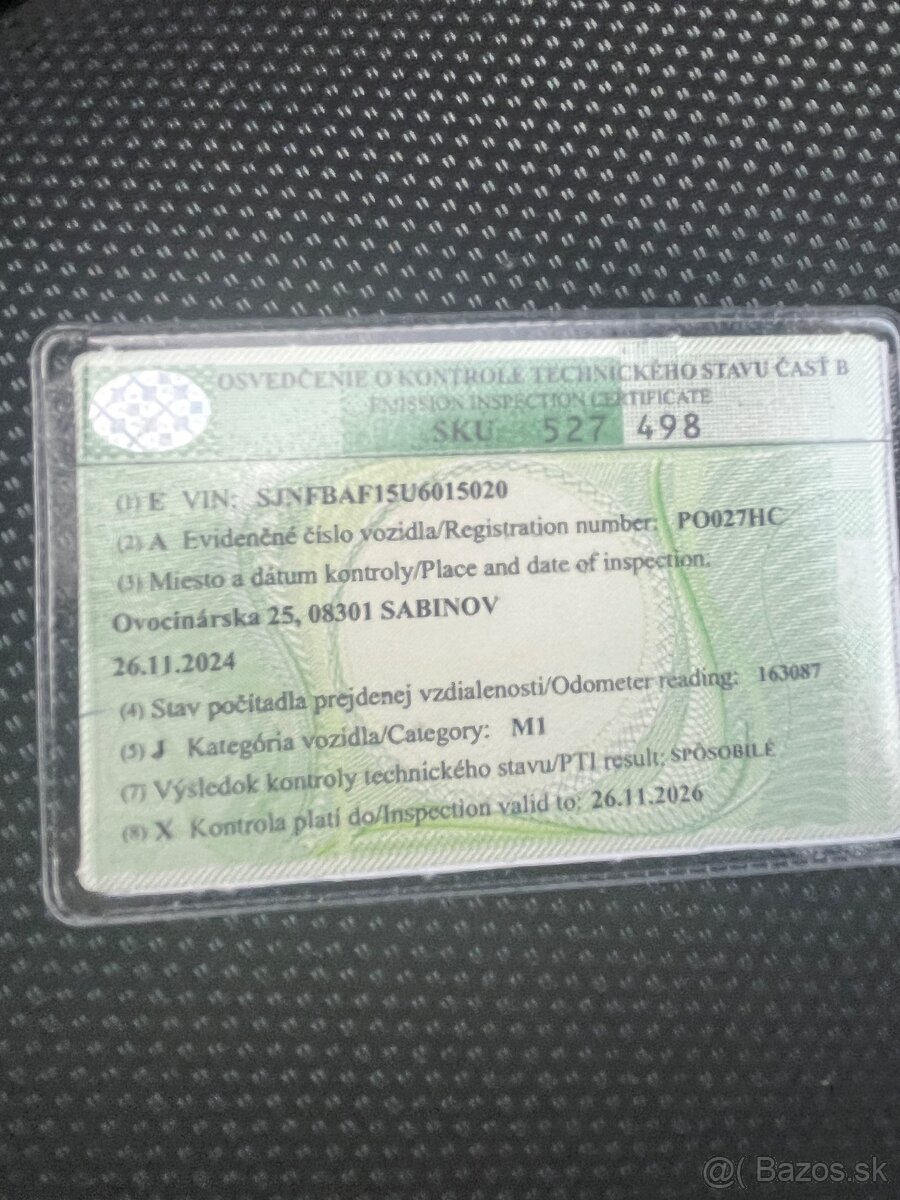 OSVEDČENIE O KONTROLE TECHNICKÉHO STAVU ČASŤ B
EMISSION INSPECTION CERTIFICATE
SKU 527 498
(1) E VIN: SJNFBAF15U6015020
(2) A Evidenčné číslo vozidla/Registration number: PO027HC
(3) Miesto a dátum kontroly/Place and date of inspection.
Ovocinárska 25, 08301 SABINOV
26.11.2024
(4) Stav počítadla prejdenej vzdialenosti/Odometer reading: 163087
(5) J Kategória vozidla/Category: M1
(7) Výsledok kontroly technického stavu/PTI result: SPÔSOBILÉ
(8) X Kontrola platí do/Inspection valid to: 26.11.2026
@( Bazos.sk